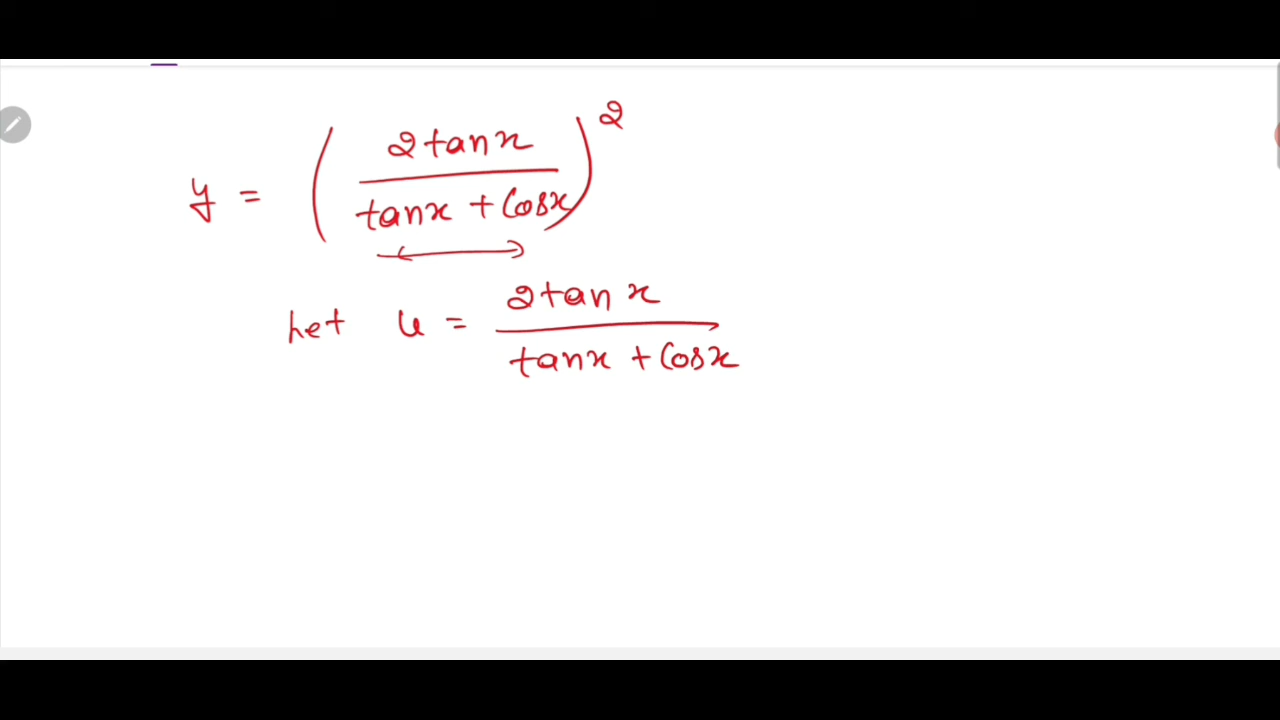 y = ( 2tanx / tanx + Cosx )²
Let u = 2tan x / tanx + Cosx